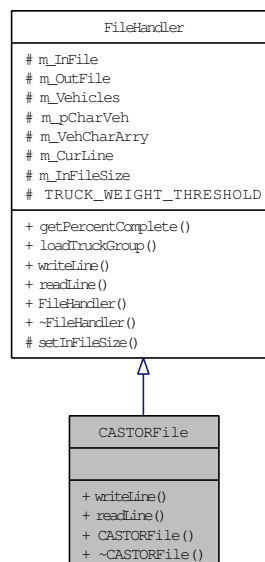 FileHandler
# m_InFile
# m_OutFile
# m_Vehicles
# m_pCharVeh
# m_VehCharArry
# m_CurLine
# m_InFileSize
# TRUCK_WEIGHT_THRESHOLD
+ getPercentComplete()
+ loadTruckGroup()
+ writeLine()
+ readLine()
+ FileHandler()
+ ~FileHandler()
# setInFileSize()
CASTORFile
+ writeLine()
+ readLine()
+ CASTORFile()
+ ~CASTORFile()